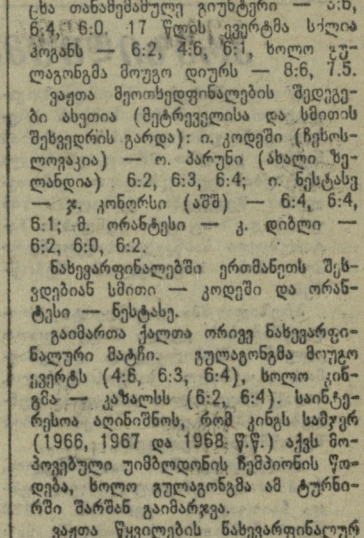 თანამემამულე გიუნტერი — 3:6,
6:4, 6:0. 17 წლის ევერტმა სძლია
ჰოგანს — 6:2, 4:6, 6:1, ხოლო გუ-
ლაგონგმა მოუგო დიურს — 8:6, 7:5.
ვაჟთა მეოთხედფინალების შედეგე-
ბი ასეთია (მეტრეველისა და სმითის
შეხვედრის გარდა): ი. კოდეში (ჩეხოს-
ლოვაკია) — ო. პარუნი (ახალი ზე-
ლანდია) 6:2, 6:3, 6:4; ი. ნესტასე
— ჯ. კონორსი (აშშ) — 6:4, 6:4,
6:1; მ. ორანტესი — კ. დიბლი —
6:2, 6:0, 6:2.
ნახევარფინალებში ერთმანეთს შეხ-
ვდებიან სმითი — კოდეში და ორან-
ტესი — ნესტასე.
გაიმართა ქალთა ორივე ნახევარფი-
ნალური მატჩი. გულაგონგმა მოუგო
ევერტს (4:6, 6:3, 6:4), ხოლო კინ-
გმა — კაზალსს (6:2, 6:4). საინტე-
რესოა აღინიშნოს, რომ კინგს სამჯერ
(1966, 1967 და 1968 წ.წ.) აქვს მო-
პოვებული უიმბლდონის ჩემპიონის წო-
დება, ხოლო გულაგონგმა ამ ტურნი-
რში შარშან გაიმარჯვა.
ვაჟთა წყვილების ნახევარფინალურ